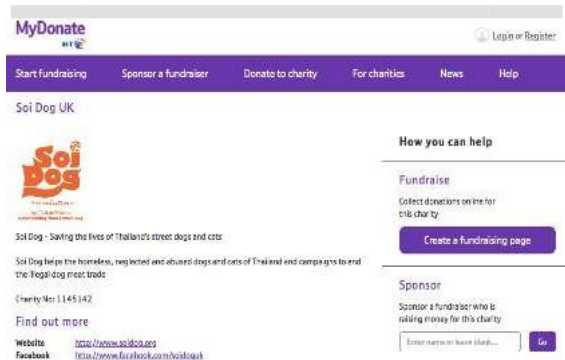 MyDonate
BT
Login or Register
Start fundraising Sponsor a fundraiser Donate to charity For charities News Help
Soi Dog UK
How you can help
Soi
Dog
Fundraise
Collect donations online for
this charity
Soi Dog - Saving the lives of Thailand's street dogs and cats
Create a fundraising page
Soi Dog helps the homeless, neglected and abused dogs and cats of Thailand and campaigns to end
the illegal dog meat trade
Sponsor
Charity No: 1145142
Sponsor a fundraiser who is
raising money for this charity
Find out more
Enter name or leave blank... Go
Website http://www.soidog.org
Facebook http://www.facebook.com/soidoguk